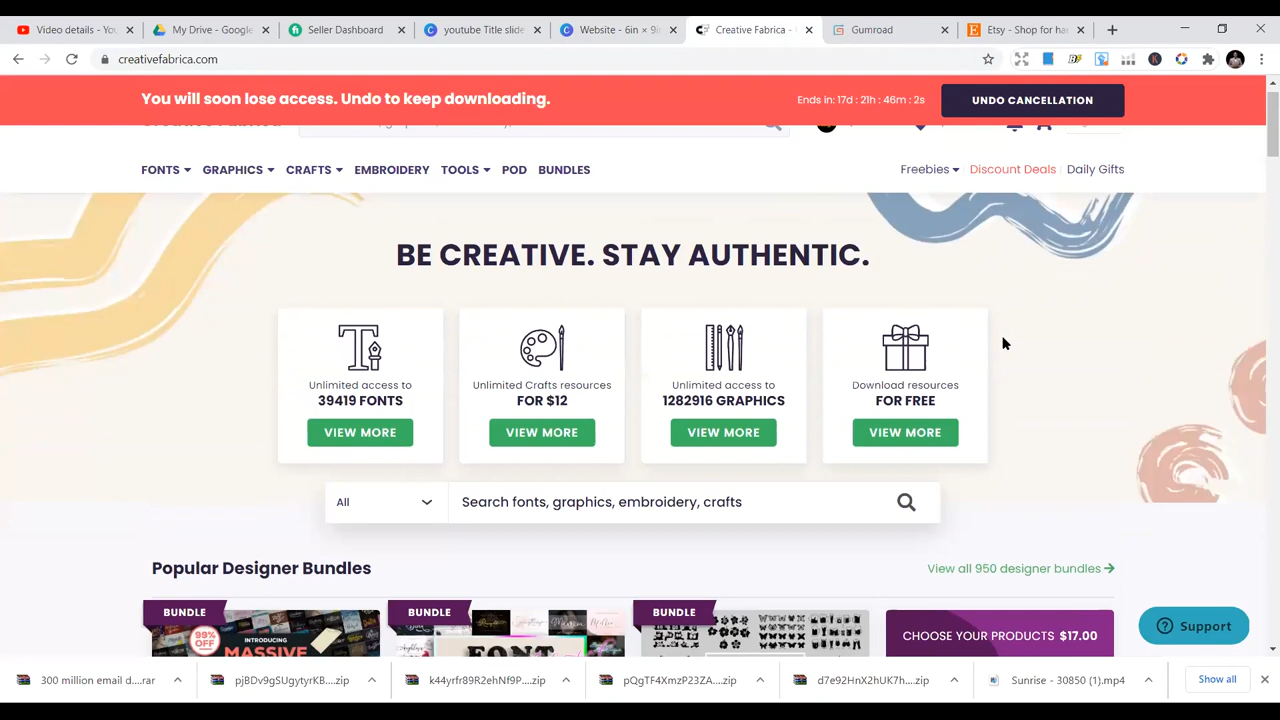 Video details - You
My Drive - Google
Seller Dashboard
youtube Title slide
Website - 6in × 9in
Creative Fabrica -
Gumroad
Etsy - Shop for ha
creativefabrica.com
You will soon lose access. Undo to keep downloading.
Ends in: 17d : 21h : 46m : 2s
UNDO CANCELLATION
FONTS
GRAPHICS
CRAFTS
EMBROIDERY
TOOLS
POD
BUNDLES
Freebies
Discount Deals
Daily Gifts
BE CREATIVE. STAY AUTHENTIC.
Unlimited access to
39419 FONTS
VIEW MORE
Unlimited Crafts resources
FOR $12
VIEW MORE
Unlimited access to
1282916 GRAPHICS
VIEW MORE
Download resources
FOR FREE
VIEW MORE
All
Search fonts, graphics, embroidery, crafts
Popular Designer Bundles
View all 950 designer bundles
BUNDLE
99%
OFF
INTRODUCING
MASSIVE
BUNDLE
FONT
BUNDLE
CHOOSE YOUR PRODUCTS $17.00
Support
300 million email d....rar
pjBDv9gSUgytyrKB....zip
k44yrfr89R2ehNf9P....zip
pQgTF4XmzP23ZA....zip
d7e92HnX2hUK7h....zip
Sunrise - 30850 (1).mp4
Show all